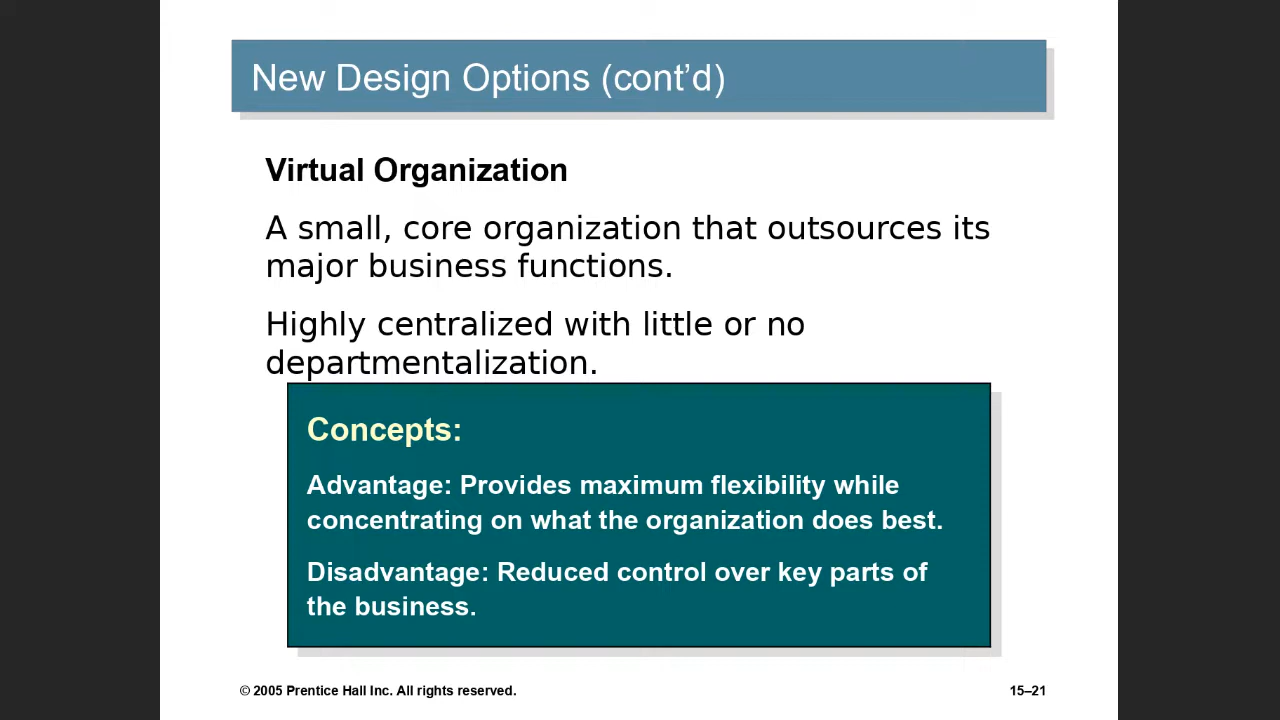 New Design Options (cont’d)
Virtual Organization
A small, core organization that outsources its
major business functions.
Highly centralized with little or no
departmentalization.
Concepts:
Advantage: Provides maximum flexibility while
concentrating on what the organization does best.
Disadvantage: Reduced control over key parts of
the business.
© 2005 Prentice Hall Inc. All rights reserved.
15–21